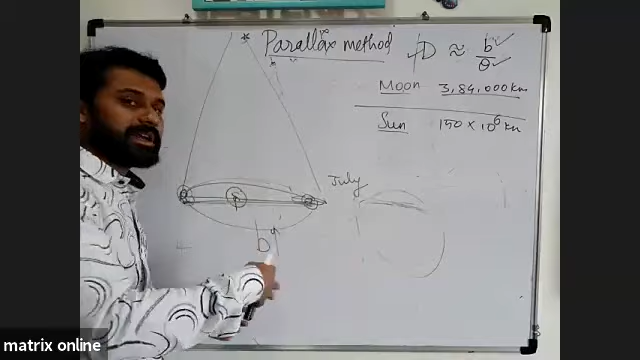 Parallax method D ≈ b/θ
Moon 3,84,000 km
Sun 150 × 10⁶ km
July
b
matrix online